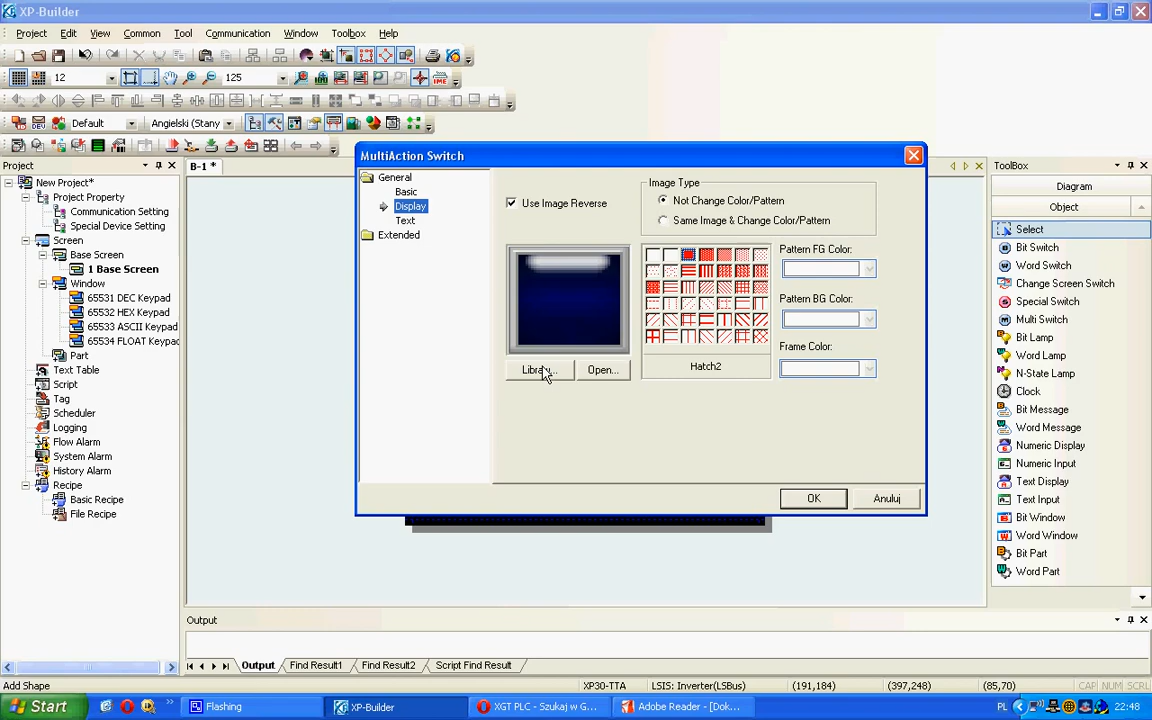 XP-Builder
Project Edit View Common Tool Communication Window Toolbox Help
12 125
Default Angielski (Stany
Project
B-1 *
ToolBox
New Project*
Project Property
Communication Setting
Special Device Setting
Screen
Base Screen
1 Base Screen
Window
65531 DEC Keypad
65532 HEX Keypad
65533 ASCII Keypad
65534 FLOAT Keypac
Part
Text Table
Script
Tag
Scheduler
Logging
Flow Alarm
System Alarm
History Alarm
Recipe
Basic Recipe
File Recipe
MultiAction Switch
General
Basic
Display
Text
Extended
Use Image Reverse
Image Type
Not Change Color/Pattern
Same Image & Change Color/Pattern
Pattern FG Color:
Pattern BG Color:
Frame Color:
Hatch2
Open...
OK Anuluj
Diagram
Object
Select
Bit Switch
Word Switch
Change Screen Switch
Special Switch
Multi Switch
Bit Lamp
Word Lamp
N-State Lamp
Clock
Bit Message
Word Message
Numeric Display
Numeric Input
Text Display
Text Input
Bit Window
Word Window
Bit Part
Word Part
Output
Output Find Result1 Find Result2 Script Find Result
Add Shape XP30-TTA LSIS: Inverter(LSBus) (191,184) (397,248) (85,70) CAP NUM SCRL
Start Flashing XP-Builder XGT PLC - Szukaj w G... Adobe Reader - [Dok... PL 22:48